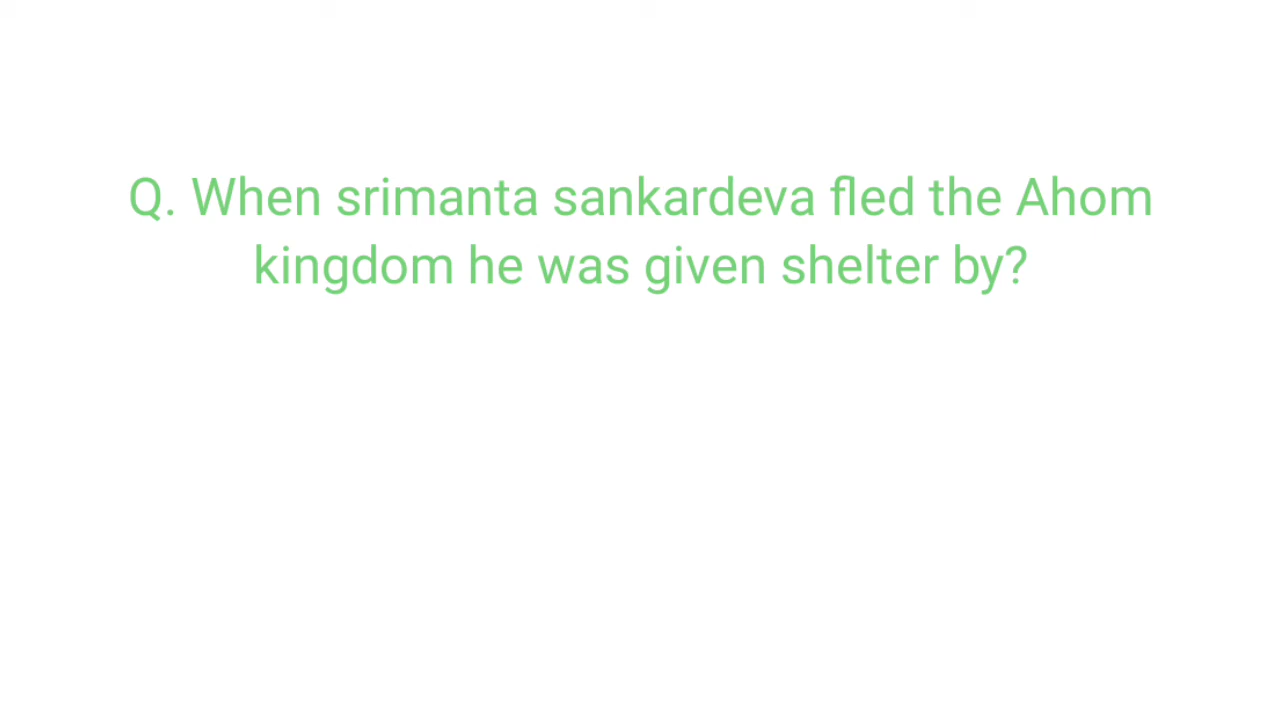 Q. When srimanta sankardeva fled the Ahom
kingdom he was given shelter by?